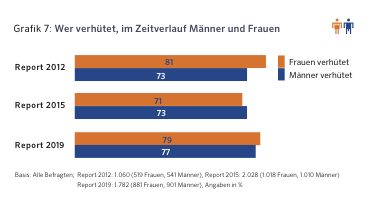 Grafik 7: Wer verhütet, im Zeitverlauf Männer und Frauen
Frauen verhütet
Männer verhütet
Report 2012
81
73
Report 2015
71
73
Report 2019
79
77
Basis: Alle Befragten; Report 2012: 1.060 (519 Frauen, 541 Männer), Report 2015: 2.028 (1.018 Frauen, 1.010 Männer)
Report 2019: 1.782 (881 Frauen, 901 Männer), Angaben in %